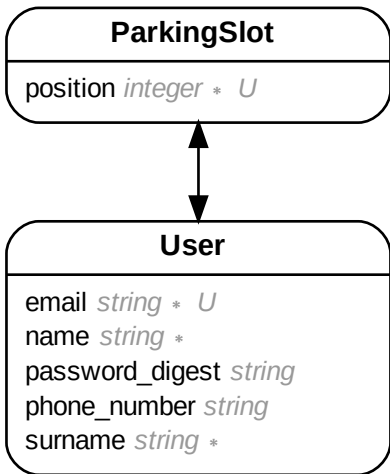 ParkingSlot
position integer ∗ U
User
email string ∗ U
name string ∗
password_digest string
phone_number string
surname string ∗